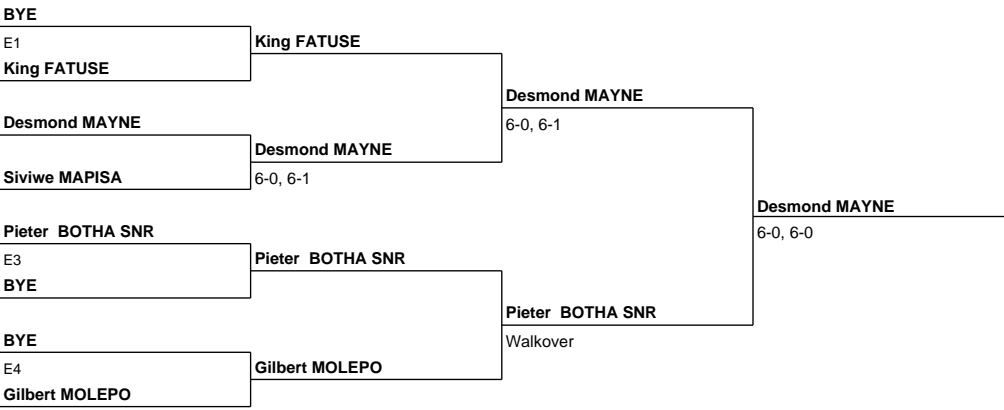 BYE
E1
King FATUSE
King FATUSE
Desmond MAYNE
6-0, 6-1
Desmond MAYNE
Desmond MAYNE
6-0, 6-1
Siviwe MAPISA
Desmond MAYNE
6-0, 6-0
Pieter BOTHA SNR
E3
BYE
Pieter BOTHA SNR
Pieter BOTHA SNR
Walkover
BYE
E4
Gilbert MOLEPO
Gilbert MOLEPO